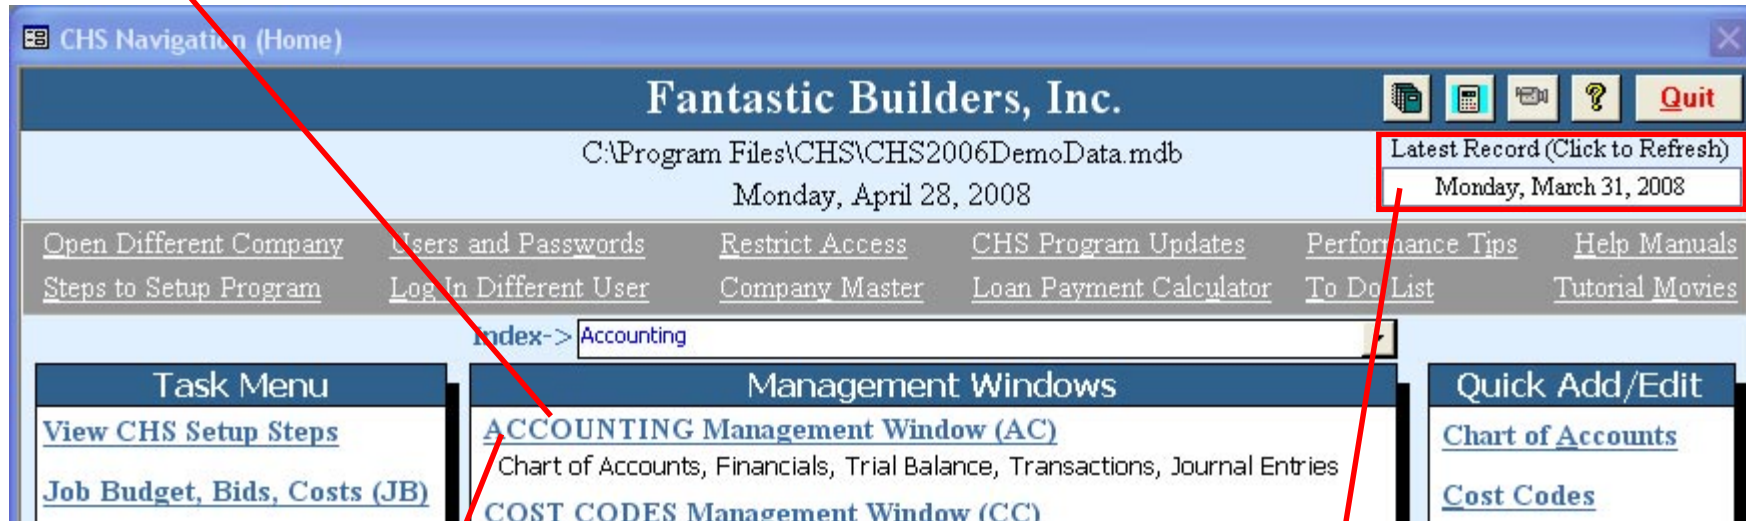 CHS Navigation (Home)
Fantastic Builders, Inc.
Quit
C:\Program Files\CHS\CHS2006DemoData.mdb
Latest Record (Click to Refresh)
Monday, April 28, 2008
Monday, March 31, 2008
Open Different Company Users and Passwords Restrict Access CHS Program Updates Performance Tips Help Manuals
Steps to Setup Program Log In Different User Company Master Loan Payment Calculator To Do List Tutorial Movies
Index-> Accounting
Task Menu
View CHS Setup Steps
Job Budget, Bids, Costs (JB)
Management Windows
ACCOUNTING Management Window (AC)
Chart of Accounts, Financials, Trial Balance, Transactions, Journal Entries
COST CODES Management Window (CC)
Quick Add/Edit
Chart of Accounts
Cost Codes